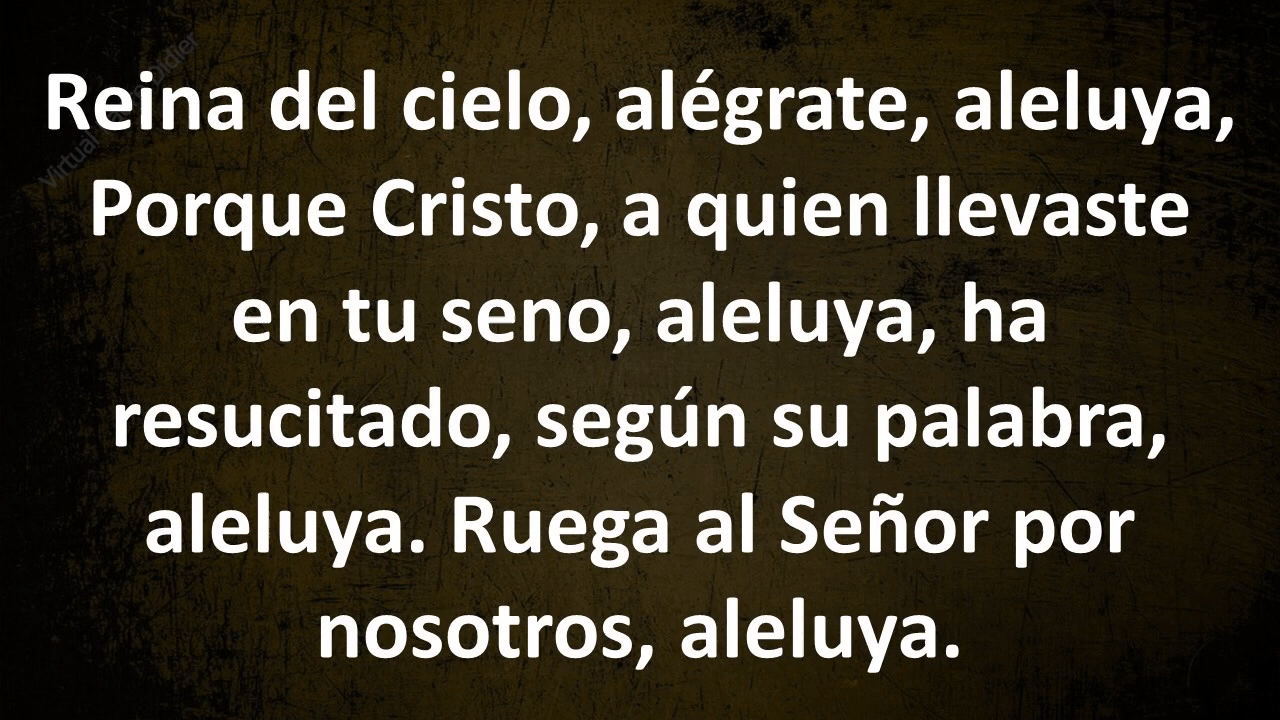 Reina del cielo, alégrate, aleluya,
Porque Cristo, a quien llevaste
en tu seno, aleluya, ha
resucitado, según su palabra,
aleluya. Ruega al Señor por
nosotros, aleluya.